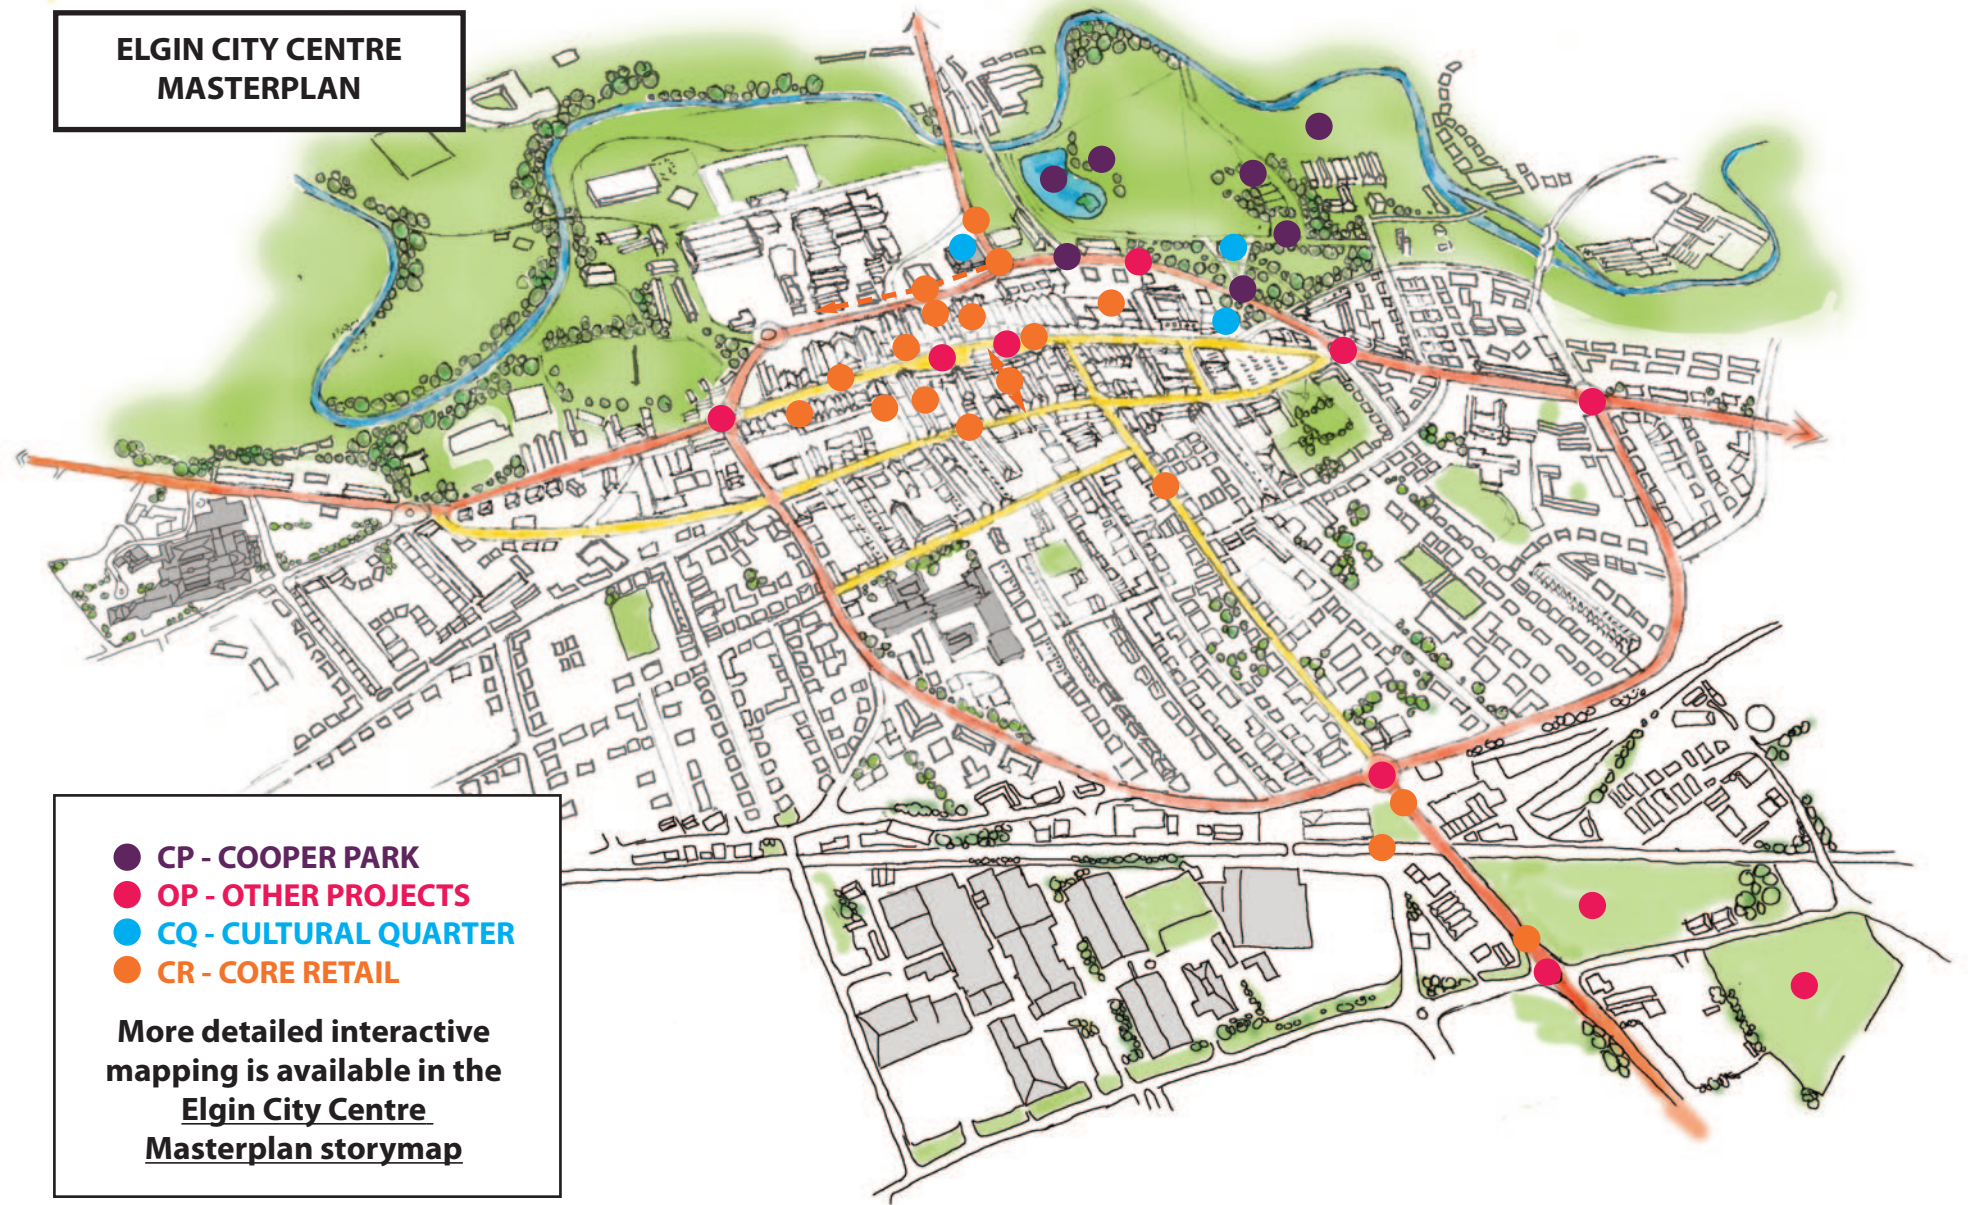 ELGIN CITY CENTRE
MASTERPLAN
CP - COOPER PARK
OP - OTHER PROJECTS
CQ - CULTURAL QUARTER
CR - CORE RETAIL
More detailed interactive
mapping is available in the
Elgin City Centre
Masterplan storymap